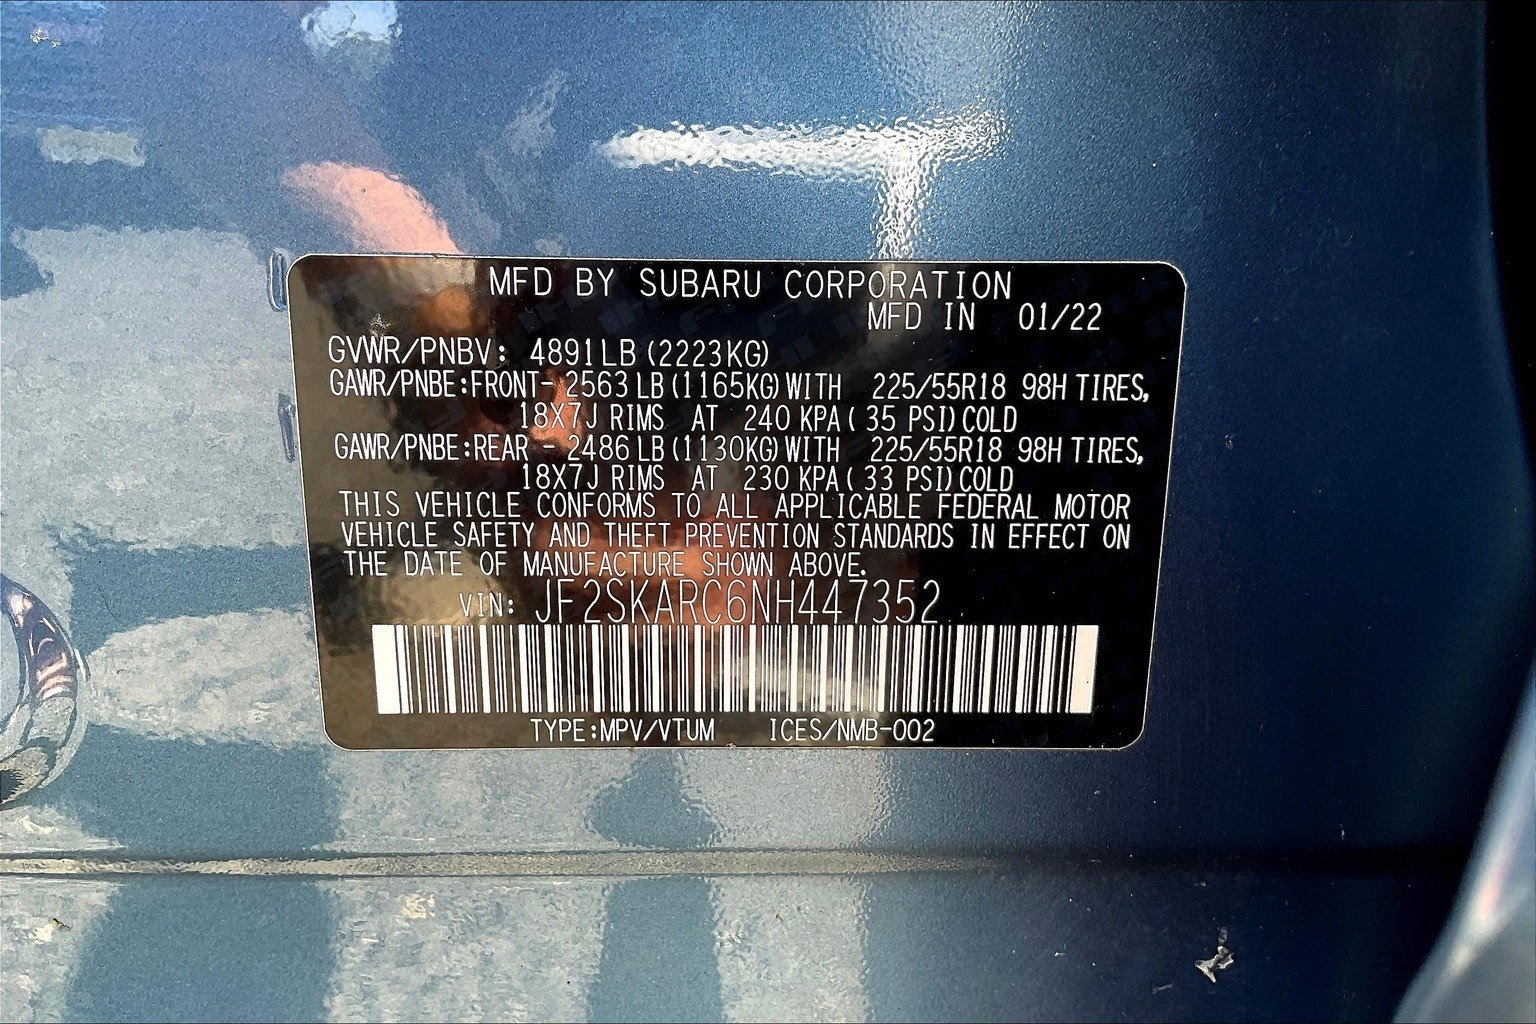 MFD BY SUBARU CORPORATION
MFD IN 01/22
GVWR/PNBV: 4891LB(2223KG)
GAWR/PNBE:FRONT- 2563 LB(1165KG)WITH 225/55R18 98H TIRES,
18X7J RIMS AT 240 KPA( 35 PSI)COLD
GAWR/PNBE:REAR - 2486 LB(1130KG)WITH 225/55R18 98H TIRES,
18X7J RIMS AT 230 KPA( 33 PSI)COLD
THIS VEHICLE CONFORMS TO ALL APPLICABLE FEDERAL MOTOR
VEHICLE SAFETY AND THEFT PREVENTION STANDARDS IN EFFECT ON
THE DATE OF MANUFACTURE SHOWN ABOVE.
VIN: JF2SKARC6NH447352
TYPE:MPV/VTUM ICES/NMB-002